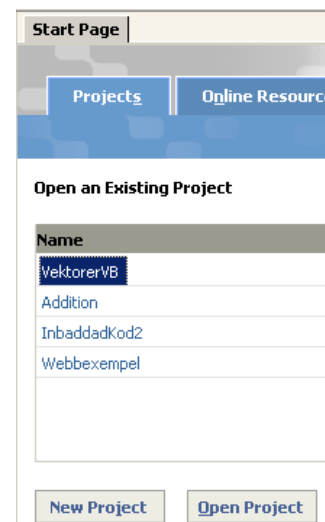 Start Page
Projects Online Resourc
Open an Existing Project
Name
VektorerVB
Addition
InbaddadKod2
Webbexempel
New Project Open Project